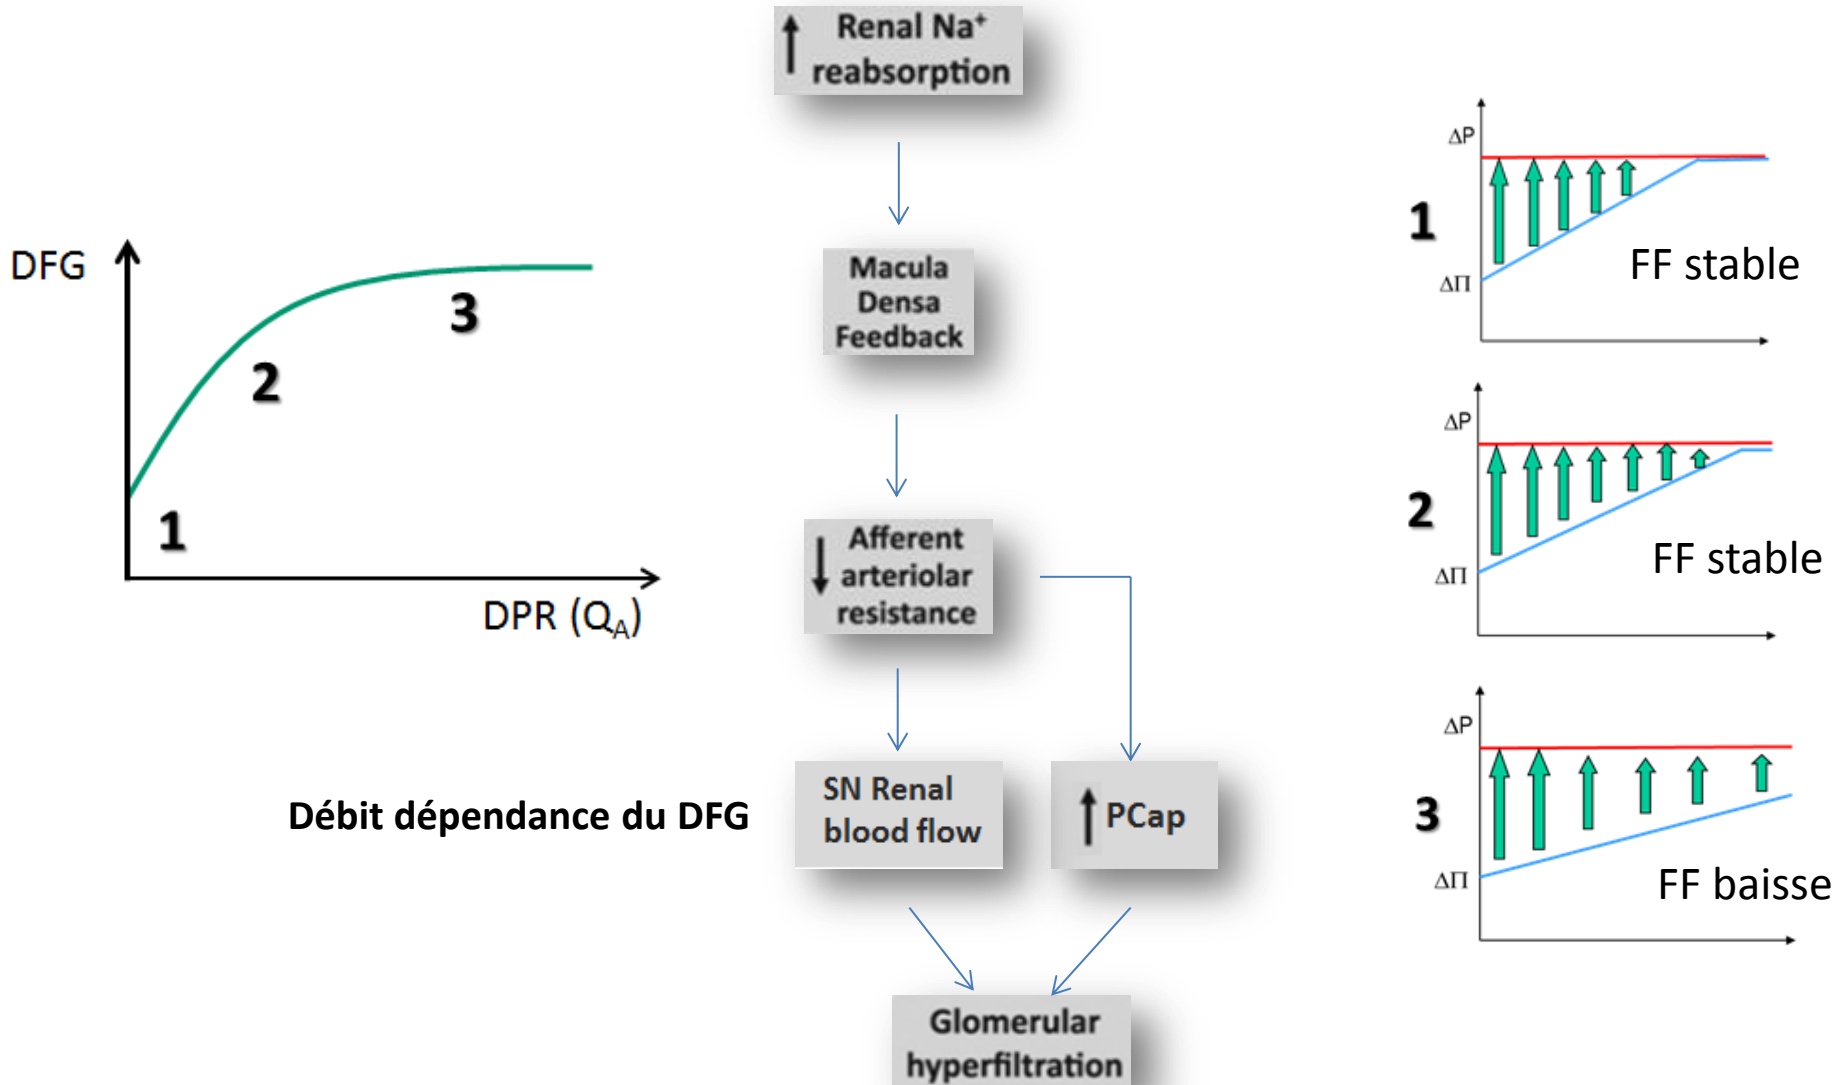 DFG
1
2
3
DPR (Q_A)
↑ Renal Na⁺
reabsorption
Macula
Densa
Feedback
↓ Afferent
arteriolar
resistance
Débit dépendance du DFG
SN Renal
blood flow
↑ PCap
Glomerular
hyperfiltration
ΔP
1
FF stable
ΔΠ
ΔP
2
FF stable
ΔΠ
ΔP
3
ΔΠ
FF baisse